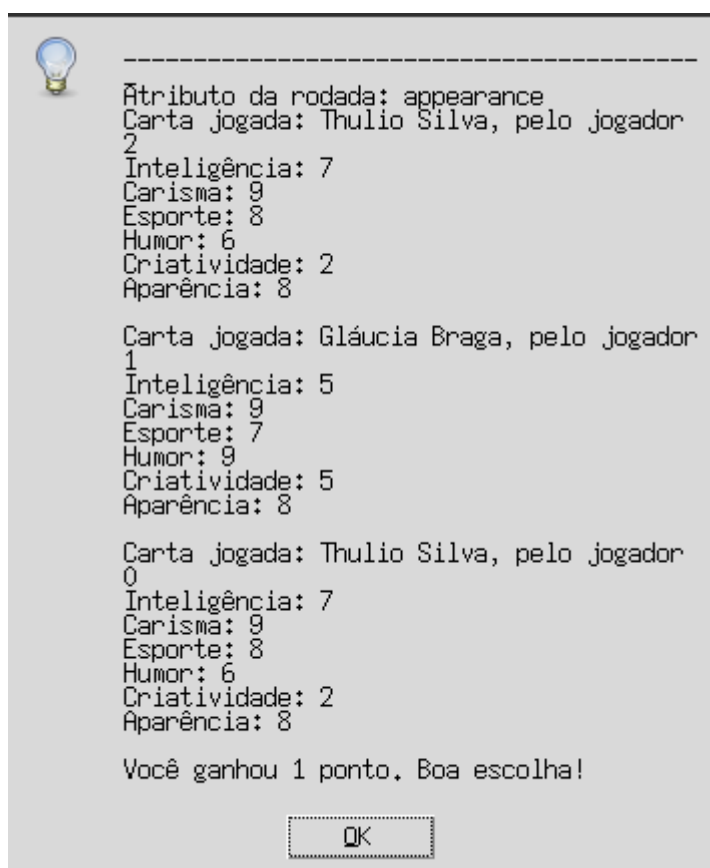 ------------------------------------------
_
Atributo da rodada: appearance
Carta jogada: Thulio Silva, pelo jogador
2
Inteligência: 7
Carisma: 9
Esporte: 8
Humor: 6
Criatividade: 2
Aparência: 8
Carta jogada: Gláucia Braga, pelo jogador
1
Inteligência: 5
Carisma: 9
Esporte: 7
Humor: 9
Criatividade: 5
Aparência: 8
Carta jogada: Thulio Silva, pelo jogador
0
Inteligência: 7
Carisma: 9
Esporte: 8
Humor: 6
Criatividade: 2
Aparência: 8
Você ganhou 1 ponto. Boa escolha!
OK